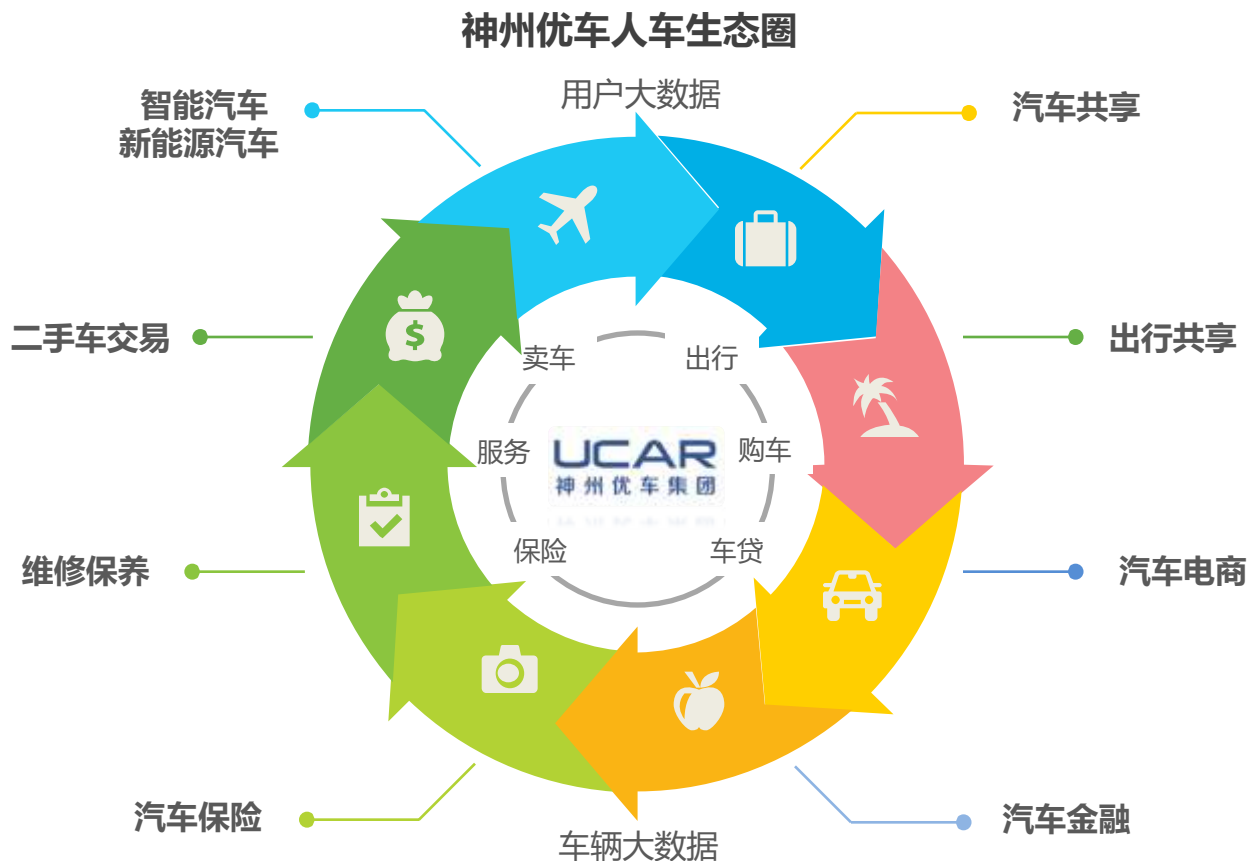 神州优车人车生态圈
用户大数据
智能汽车
新能源汽车
汽车共享
二手车交易
出行共享
卖车
出行
服务
购车
UCAR
神州优车集团
保险
车贷
维修保养
汽车电商
汽车保险
汽车金融
车辆大数据
$